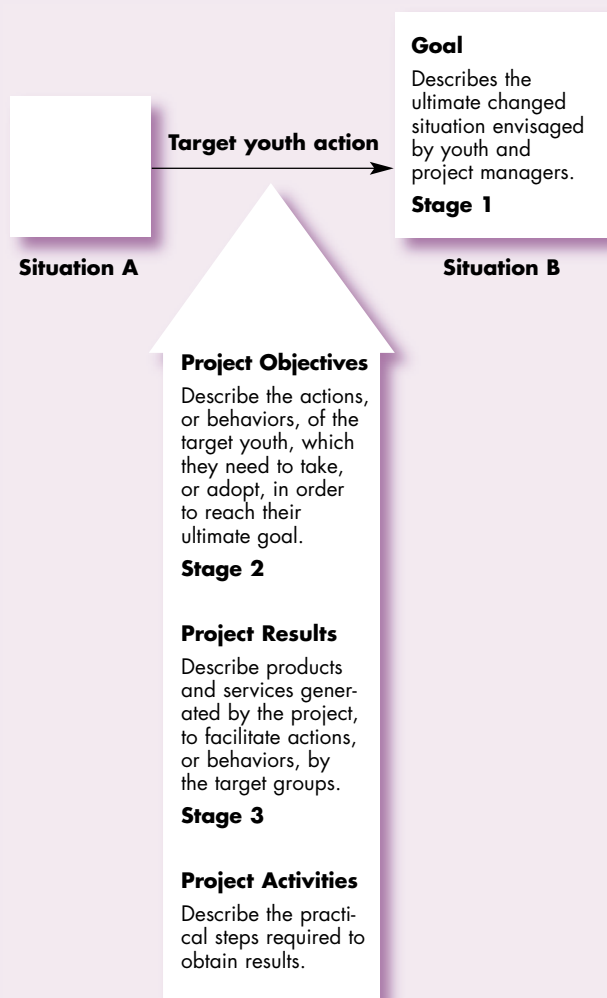 Goal
Describes the
ultimate changed
situation envisaged
by youth and
project managers.
Stage 1
Target youth action
Situation A
Situation B
Project Objectives
Describe the actions,
or behaviors, of the
target youth, which
they need to take,
or adopt, in order
to reach their
ultimate goal.
Stage 2
Project Results
Describe products
and services gener-
ated by the project,
to facilitate actions,
or behaviors, by
the target groups.
Stage 3
Project Activities
Describe the practi-
cal steps required to
obtain results.